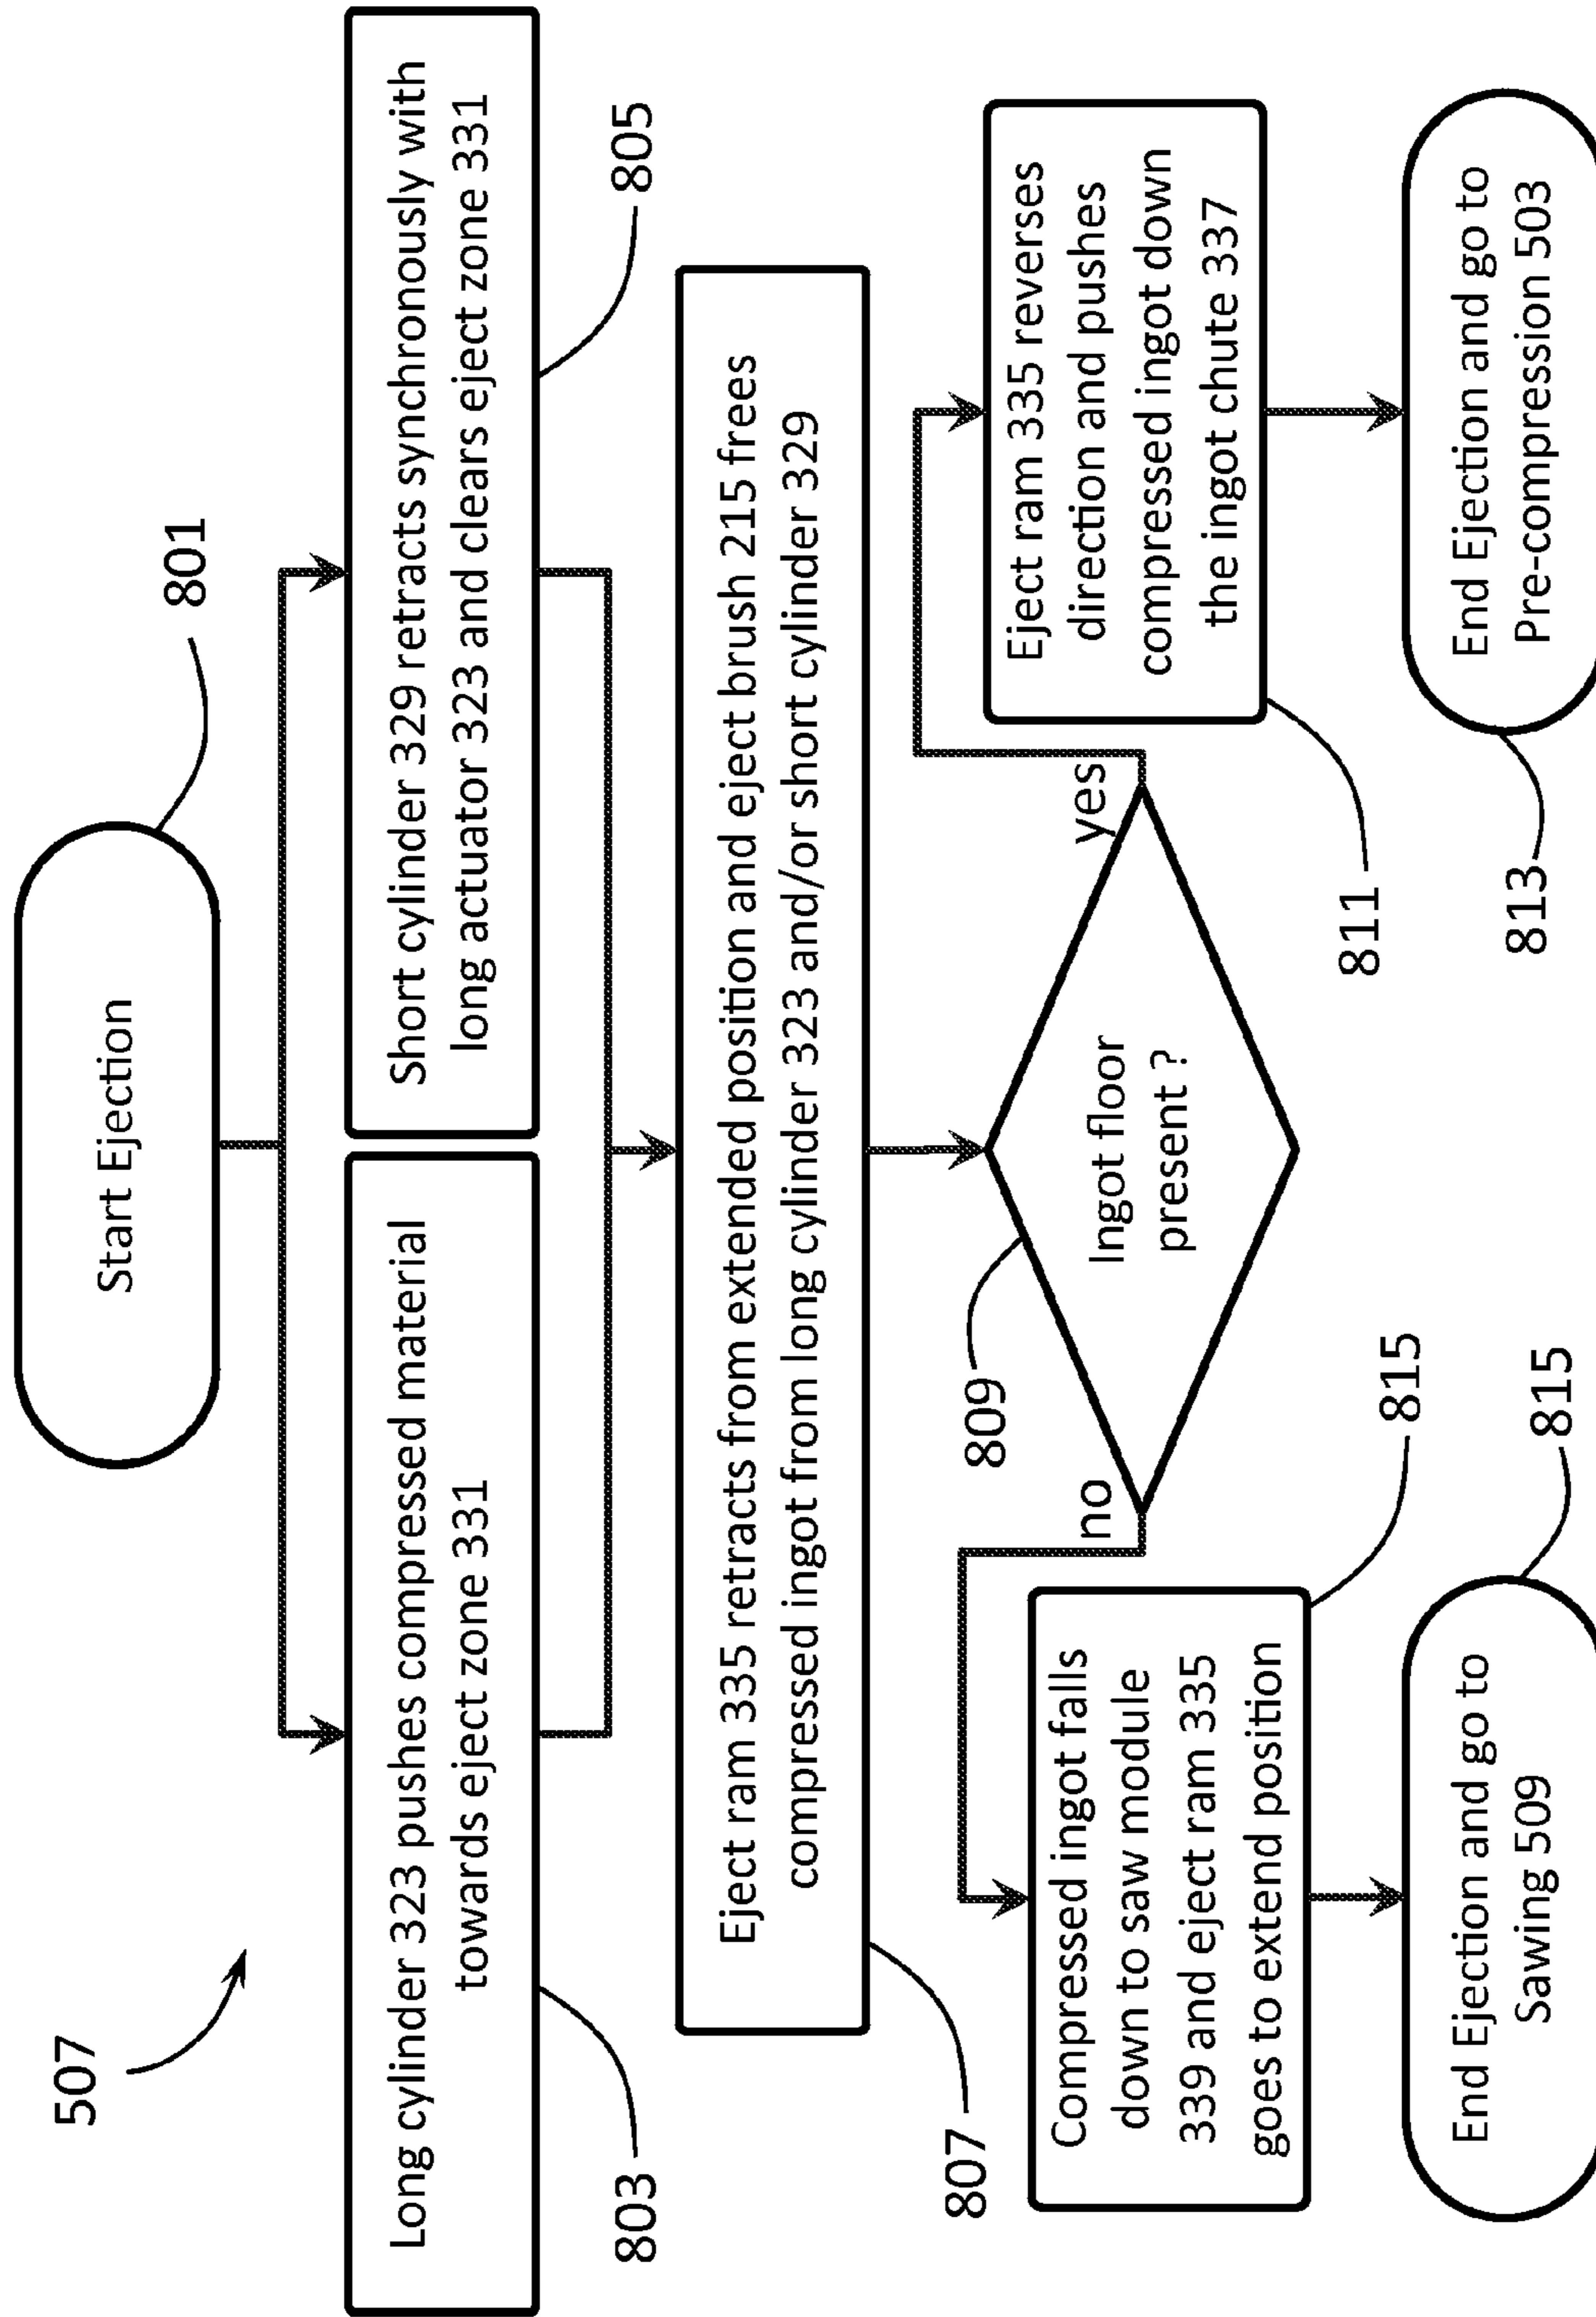 507
Start Ejection
801
Long cylinder 323 pushes compressed material
towards eject zone 331
803
Short cylinder 329 retracts synchronously with
long actuator 323 and clears eject zone 331
805
Eject ram 335 retracts from extended position and eject brush 215 frees
compressed ingot from long cylinder 323 and/or short cylinder 329
807
Ingot floor
present ?
809
no
yes
Compressed ingot falls
down to saw module
339 and eject ram 335
goes to extend position
815
Eject ram 335 reverses
direction and pushes
compressed ingot down
the ingot chute 337
811
End Ejection and go to
Sawing 509
815
End Ejection and go to
Pre-compression 503
813